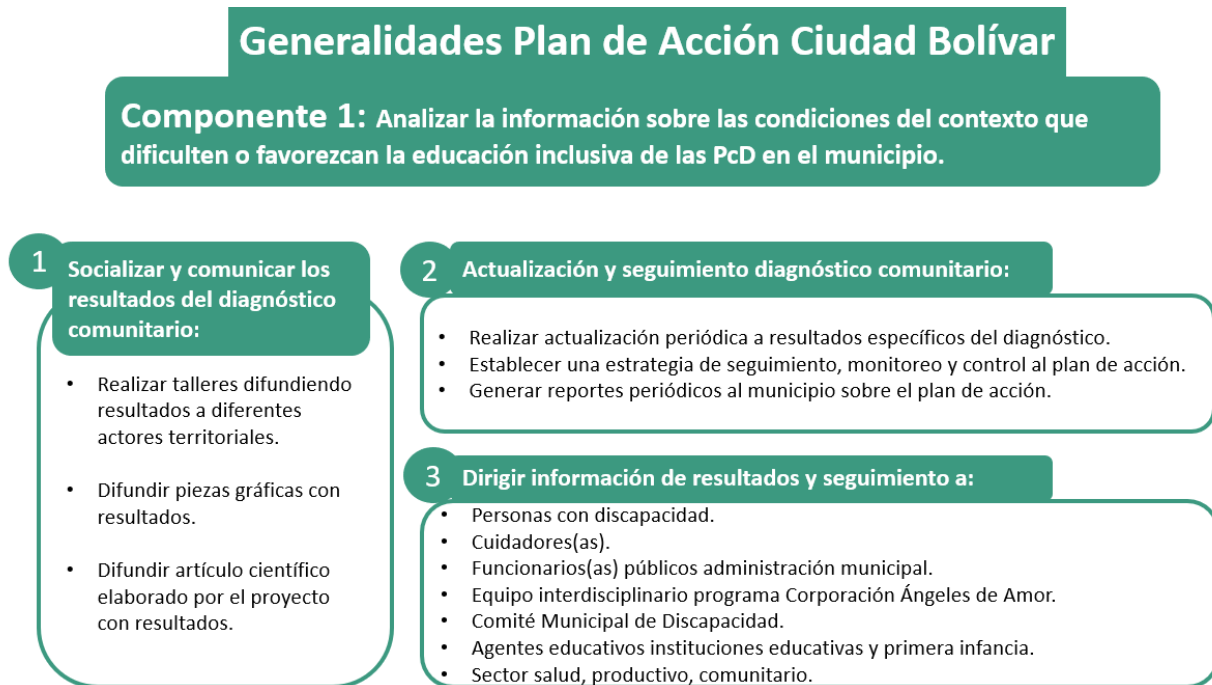 Generalidades Plan de Acción Ciudad Bolívar
Componente 1: Analizar la información sobre las condiciones del contexto que
dificulten o favorezcan la educación inclusiva de las PcD en el municipio.
1
Socializar y comunicar los
resultados del diagnóstico
comunitario:
• Realizar talleres difundiendo
resultados a diferentes
actores territoriales.
• Difundir piezas gráficas con
resultados.
• Difundir artículo científico
elaborado por el proyecto
con resultados.
2
Actualización y seguimiento diagnóstico comunitario:
• Realizar actualización periódica a resultados específicos del diagnóstico.
• Establecer una estrategia de seguimiento, monitoreo y control al plan de acción.
• Generar reportes periódicos al municipio sobre el plan de acción.
3
Dirigir información de resultados y seguimiento a:
• Personas con discapacidad.
• Cuidadores(as).
• Funcionarios(as) públicos administración municipal.
• Equipo interdisciplinario programa Corporación Ángeles de Amor.
• Comité Municipal de Discapacidad.
• Agentes educativos instituciones educativas y primera infancia.
• Sector salud, productivo, comunitario.